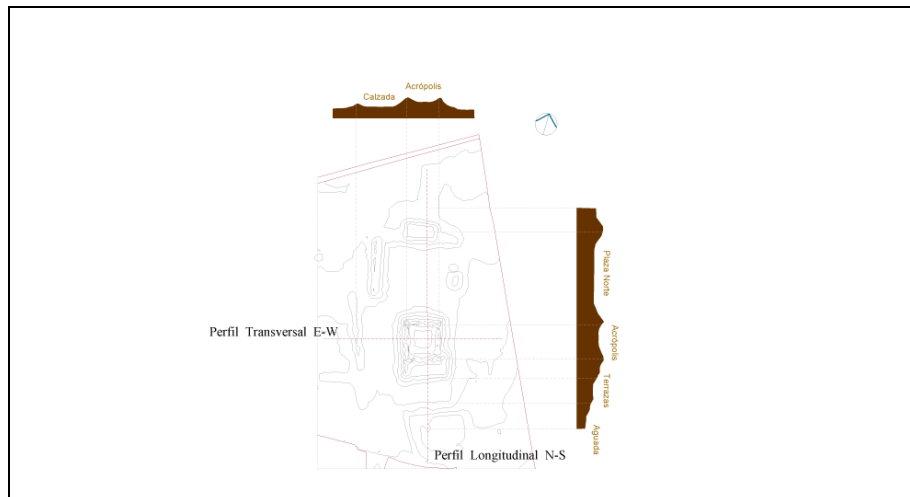 Acrópolis
Calzada
Plaza Norte
Perfil Transversal E-W
Acrópolis
Terrazas
Aguada
Perfil Longitudinal N-S